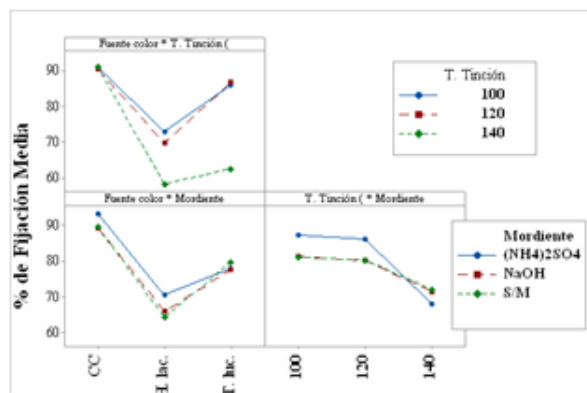 Fuente color * T. Tinción (
90
80
70
60
T. Tinción
100
120
140
% de Fijación Media
Fuente color * Mordiente
T. Tinción ( * Mordiente
90
80
70
60
Mordiente
(NH4)2SO4
NaOH
S/M
CC
H. lac.
T. luc.
100
120
140